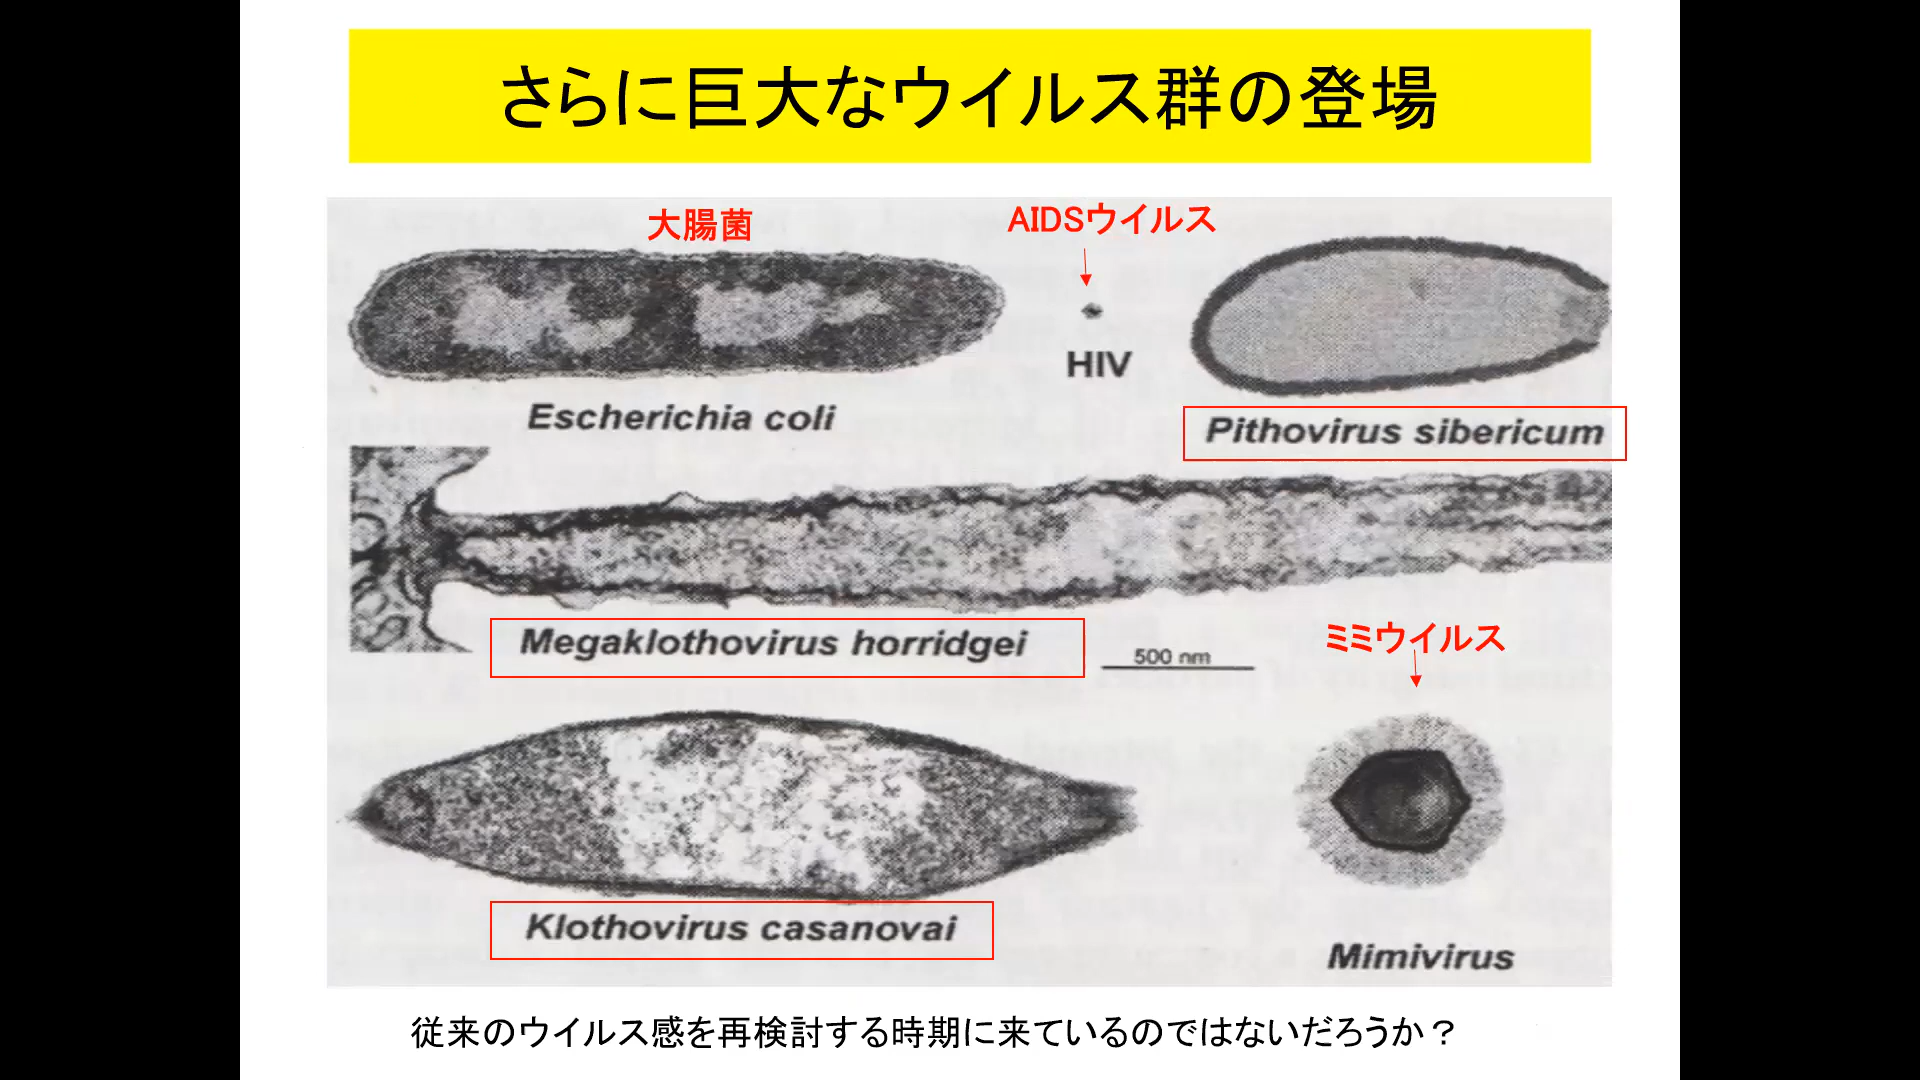 さらに巨大なウイルス群の登場
大腸菌
AIDSウイルス
HIV
Escherichia coli
Pithovirus sibericum
Megaklothovirus horridgei
500 nm
ミミウイルス
Klothovirus casanovai
Mimivirus
従来のウイルス感を再検討する時期に来ているのではないだろうか？